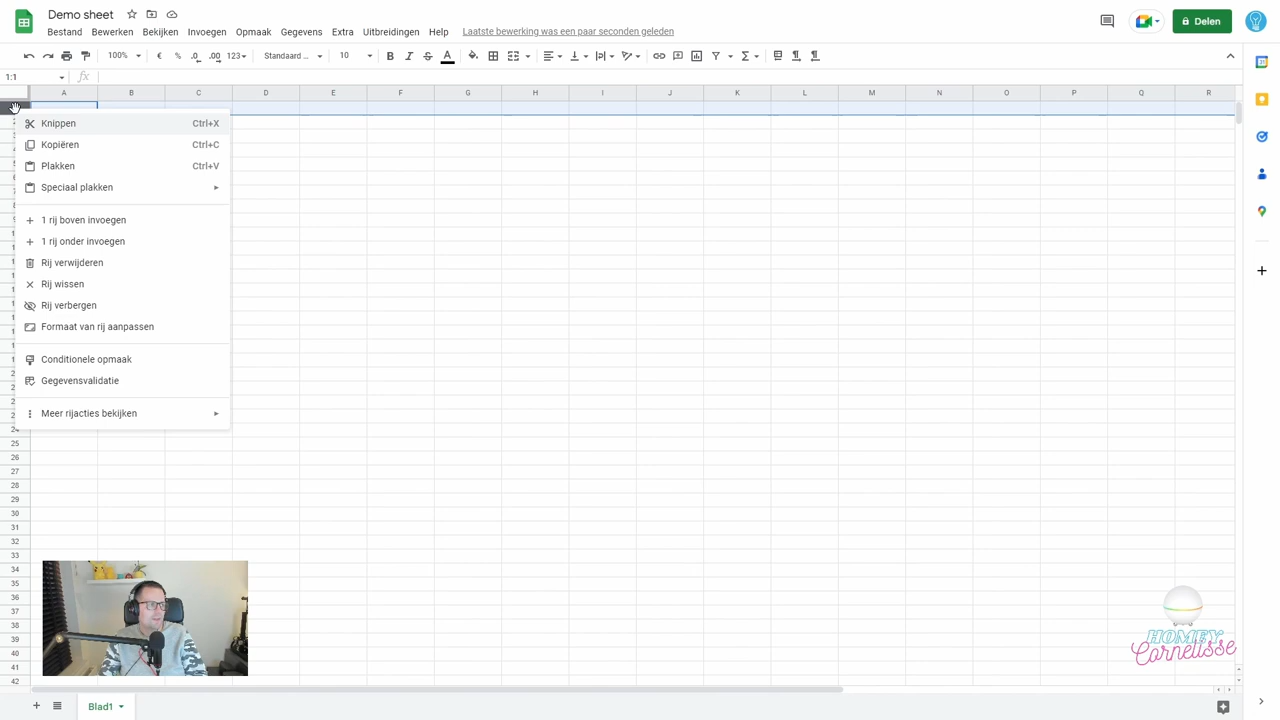 Demo sheet
Bestand Bewerken Bekijken Invoegen Opmaak Gegevens Extra Uitbreidingen Help Laatste bewerking was een paar seconden geleden
Delen
100% € % .0 .00 123 Standaard ... 10 B I S A
1:1 fx
A B C D E F G H I J K L M N O P Q R
Knippen Ctrl+X
Kopiëren Ctrl+C
Plakken Ctrl+V
Speciaal plakken
1 rij boven invoegen
1 rij onder invoegen
Rij verwijderen
Rij wissen
Rij verbergen
Formaat van rij aanpassen
Conditionele opmaak
Gegevensvalidatie
Meer rijacties bekijken
24
25
26
27
28
29
30
31
32
33
34
35
36
37
38
39
40
41
42
HOMEY
Cornelisse
Blad1